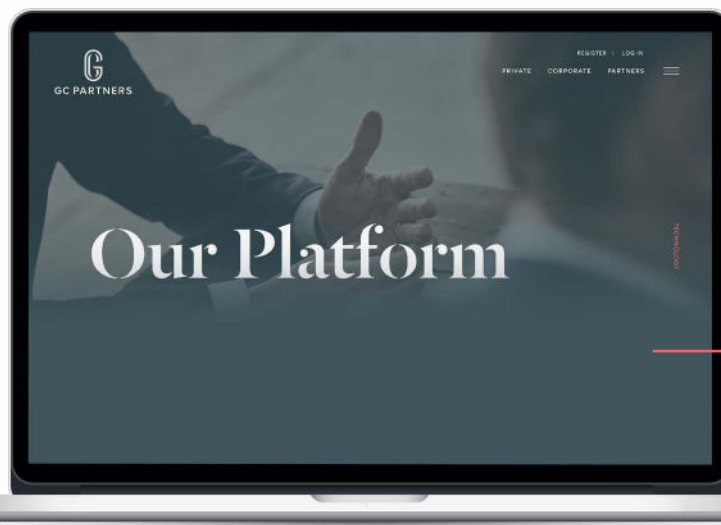 REGISTER | LOG IN
PRIVATE CORPORATE PARTNERS
G
GC PARTNERS
Our Platform
TECHNOLOGY